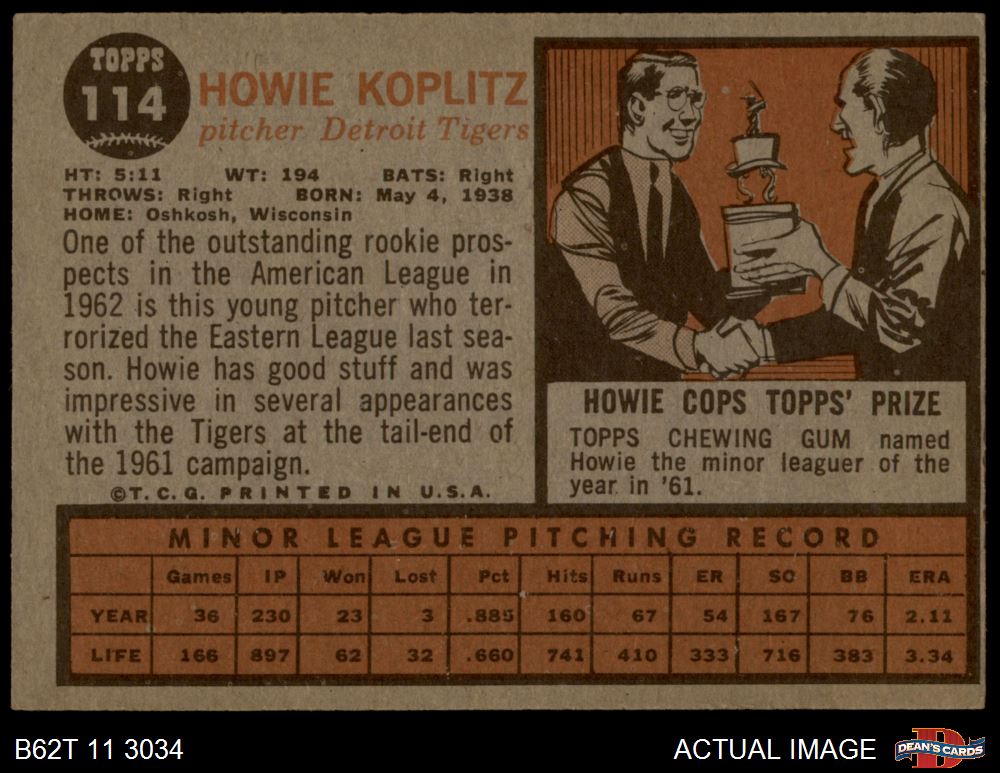 TOPPS
114
HOWIE KOPLITZ
pitcher Detroit Tigers
HT: 5:11 WT: 194 BATS: Right
THROWS: Right BORN: May 4, 1938
HOME: Oshkosh, Wisconsin
One of the outstanding rookie pros-
pects in the American League in
1962 is this young pitcher who ter-
rorized the Eastern League last sea-
son. Howie has good stuff and was
impressive in several appearances
with the Tigers at the tail-end of
the 1961 campaign.
©T.C.G. PRINTED IN U.S.A.
HOWIE COPS TOPPS' PRIZE
TOPPS CHEWING GUM named
Howie the minor leaguer of the
year in '61.
MINOR LEAGUE PITCHING RECORD
Games IP Won Lost Pct Hits Runs ER SO BB ERA
YEAR 36 230 23 3 .885 160 67 54 167 76 2.11
LIFE 166 897 62 32 .660 741 410 333 716 383 3.34
B62T 11 3034
ACTUAL IMAGE
D
DEAN'S CARDS